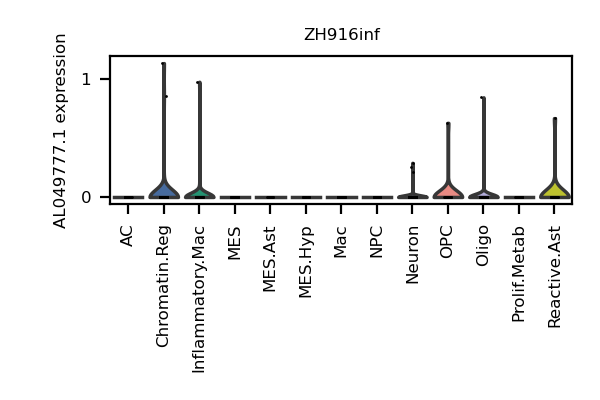 ZH916inf
AL049777.1 expression
1
0
AC
Chromatin.Reg
Inflammatory.Mac
MES
MES.Ast
MES.Hyp
Mac
NPC
Neuron
OPC
Oligo
Prolif.Metab
Reactive.Ast